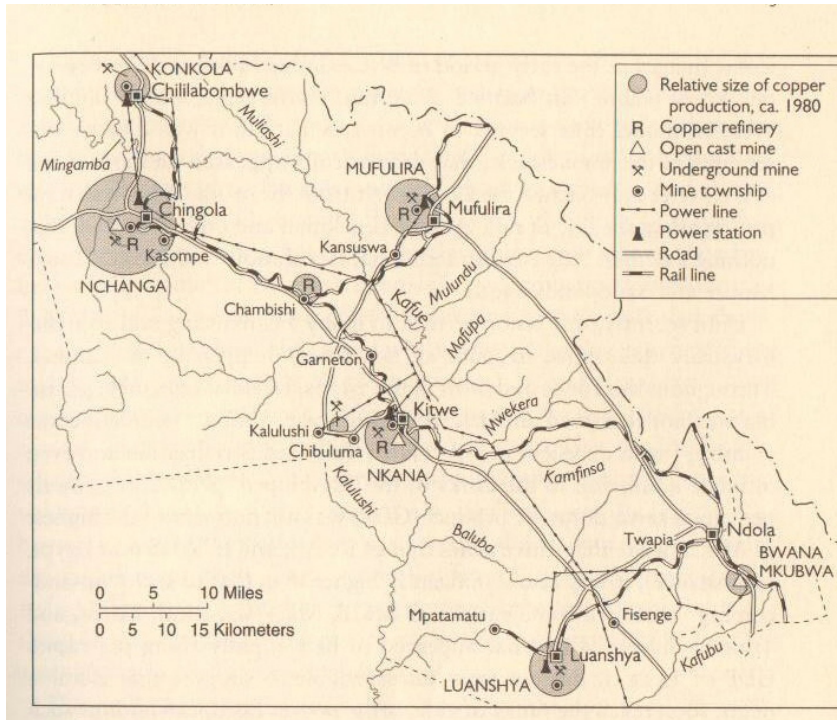 KONKOLA
Chililabombwe
Muliashi
Mingamba
MUFULIRA
Chingola
R
R
Mufulira
Kasompe
Kansuswa
NCHANGA
R
Chambishi
Kafue
Mulundu
Mafupa
Garneton
Mwekera
Kitwe
Kalulushi
R
Chibuluma
NKANA
Kamfinsa
Kalulushi
Baluba
Ndola
Twapia
BWANA
MKUBWA
0 5 10 Miles
0 5 10 15 Kilometers
Mpatamatu
Fisenge
Kafubu
Luanshya
LUANSHYA
Relative size of copper
production, ca. 1980
R Copper refinery
Open cast mine
Underground mine
Mine township
Power line
Power station
Road
Rail line